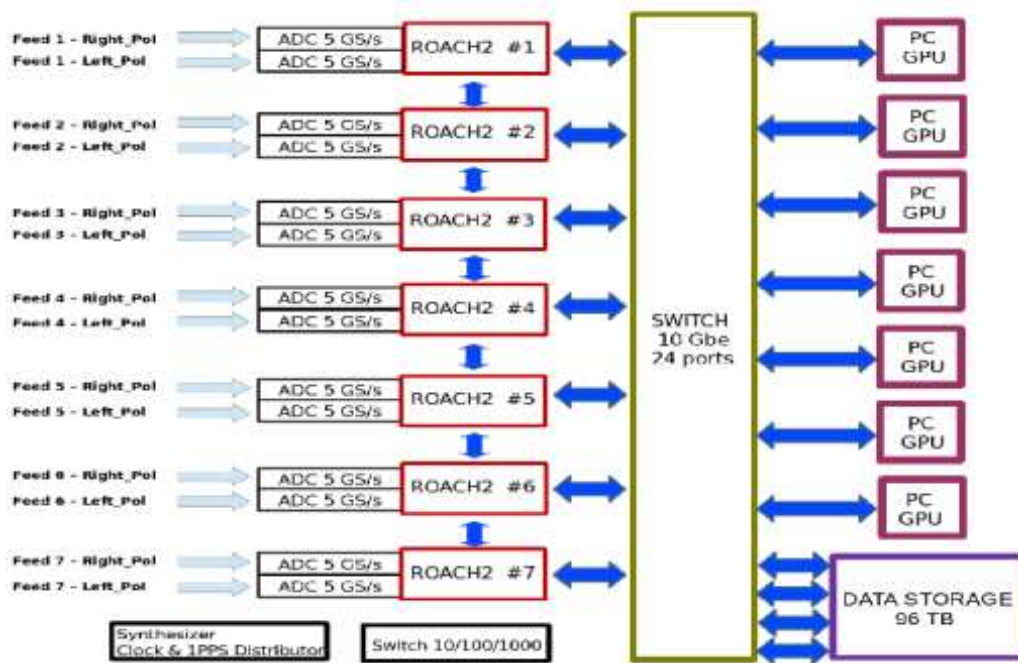 Feed 1 - Right_Pol
Feed 1 - Left_Pol
ADC 5 GS/s
ADC 5 GS/s
ROACH2 #1
Feed 2 - Right_Pol
Feed 2 - Left_Pol
ADC 5 GS/s
ADC 5 GS/s
ROACH2 #2
Feed 3 - Right_Pol
Feed 3 - Left_Pol
ADC 5 GS/s
ADC 5 GS/s
ROACH2 #3
Feed 4 - Right_Pol
Feed 4 - Left_Pol
ADC 5 GS/s
ADC 5 GS/s
ROACH2 #4
Feed 5 - Right_Pol
Feed 5 - Left_Pol
ADC 5 GS/s
ADC 5 GS/s
ROACH2 #5
Feed 6 - Right_Pol
Feed 6 - Left_Pol
ADC 5 GS/s
ADC 5 GS/s
ROACH2 #6
Feed 7 - Right_Pol
Feed 7 - Left_Pol
ADC 5 GS/s
ADC 5 GS/s
ROACH2 #7
Synthesizer
Clock & 1PPS Distributor
Switch 10/100/1000
SWITCH
10 Gbe
24 ports
PC
GPU
PC
GPU
PC
GPU
PC
GPU
PC
GPU
PC
GPU
PC
GPU
DATA STORAGE
96 TB